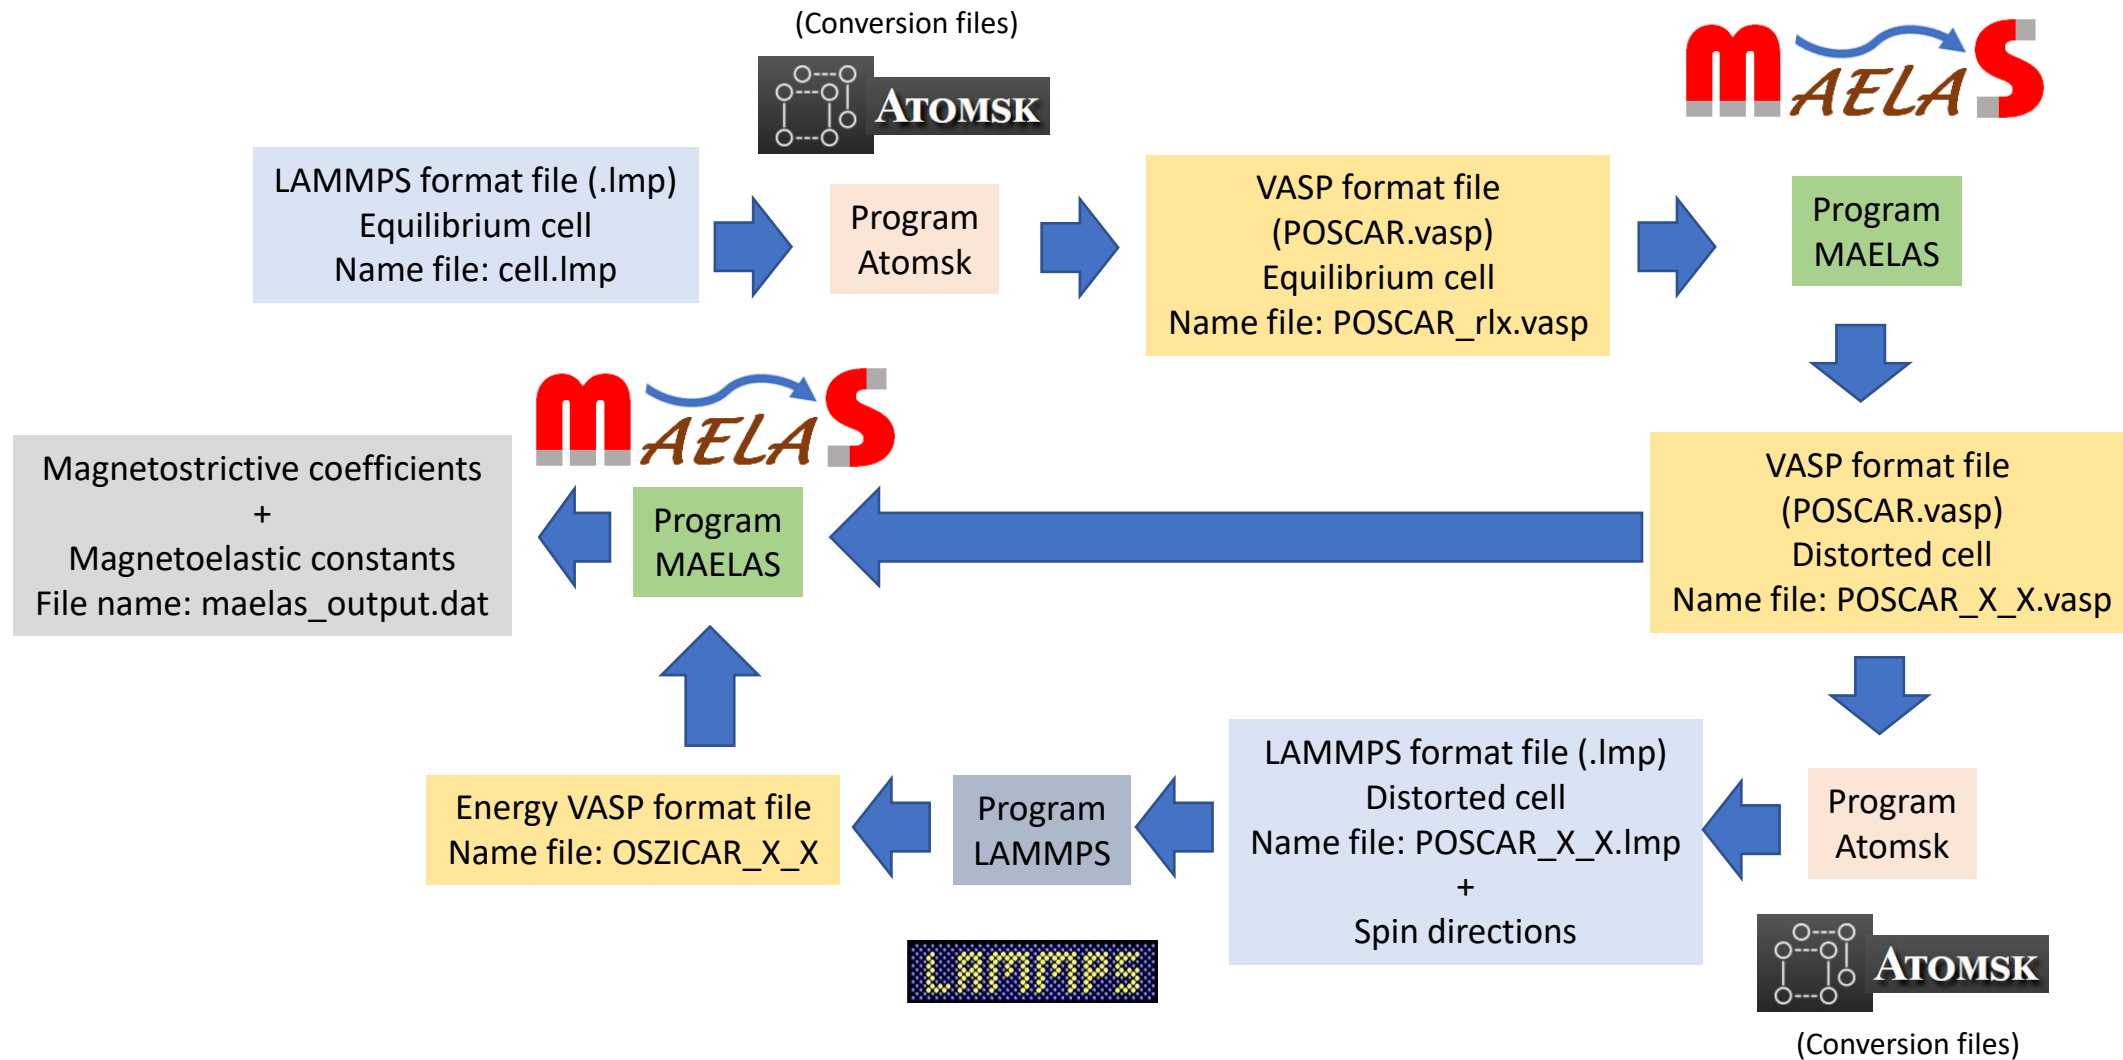 (Conversion files)
ATOMSK
MAELAS
LAMMPS format file (.lmp)
Equilibrium cell
Name file: cell.lmp
Program
Atomsk
VASP format file
(POSCAR.vasp)
Equilibrium cell
Name file: POSCAR_rlx.vasp
Program
MAELAS
MAELAS
Magnetostrictive coefficients
+
Magnetoelastic constants
File name: maelas_output.dat
Program
MAELAS
VASP format file
(POSCAR.vasp)
Distorted cell
Name file: POSCAR_X_X.vasp
Energy VASP format file
Name file: OSZICAR_X_X
Program
LAMMPS
LAMMPS format file (.lmp)
Distorted cell
Name file: POSCAR_X_X.lmp
+
Spin directions
Program
Atomsk
LAMMPS
ATOMSK
(Conversion files)